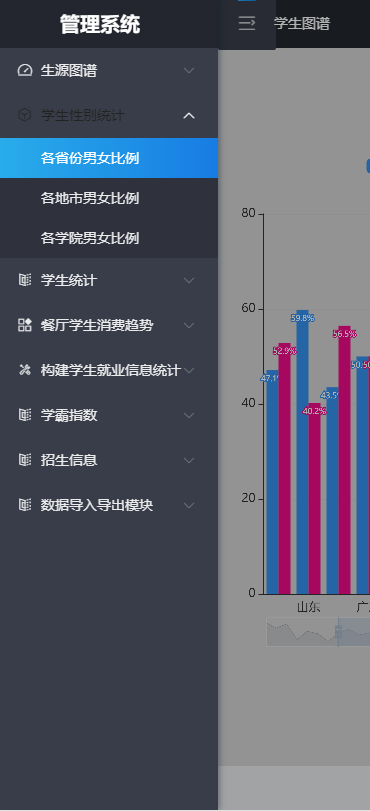 管理系统
学生图谱
生源图谱
学生性别统计
各省份男女比例
各地市男女比例
各学院男女比例
学生统计
餐厅学生消费趋势
构建学生就业信息统计
学霸指数
招生信息
数据导入导出模块
80
60
40
20
0
47.1%
52.9%
59.8%
40.2%
43.5%
56.5%
50.5
山东
广